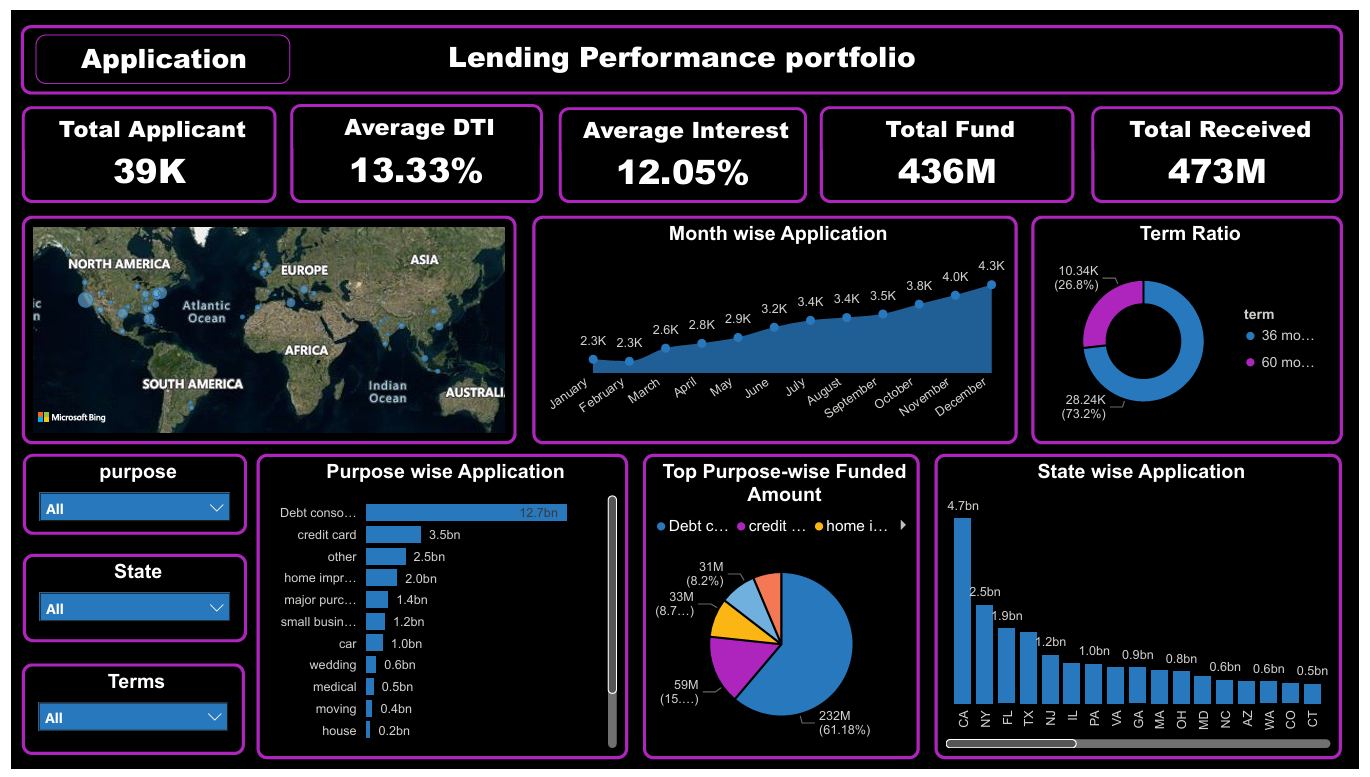 Application
Lending Performance portfolio
Total Applicant
39K
Average DTI
13.33%
Average Interest
12.05%
Total Fund
436M
Total Received
473M
NORTH AMERICA
EUROPE
ASIA
Atlantic
Ocean
AFRICA
SOUTH AMERICA
Indian
Ocean
AUSTRALI
ic
n
Microsoft Bing
Month wise Application
2.3K
2.3K
2.6K
2.8K
2.9K
3.2K
3.4K
3.4K
3.5K
3.8K
4.0K
4.3K
January
February
March
April
May
June
July
August
September
October
November
December
Term Ratio
10.34K
(26.8%)
28.24K
(73.2%)
term
36 mo…
60 mo…
purpose
All
State
All
Terms
All
Purpose wise Application
Debt conso… 12.7bn
credit card 3.5bn
other 2.5bn
home impr… 2.0bn
major purc… 1.4bn
small busin… 1.2bn
car 1.0bn
wedding 0.6bn
medical 0.5bn
moving 0.4bn
house 0.2bn
Top Purpose-wise Funded
Amount
Debt c… credit … home i…
31M
(8.2%)
33M
(8.7…)
59M
(15.…)
232M
(61.18%)
State wise Application
4.7bn
2.5bn
1.9bn
1.2bn
1.0bn
0.9bn
0.8bn
0.6bn
0.6bn
0.5bn
CA
NY
FL
TX
NJ
IL
PA
VA
GA
MA
OH
MD
NC
AZ
WA
CO
CT